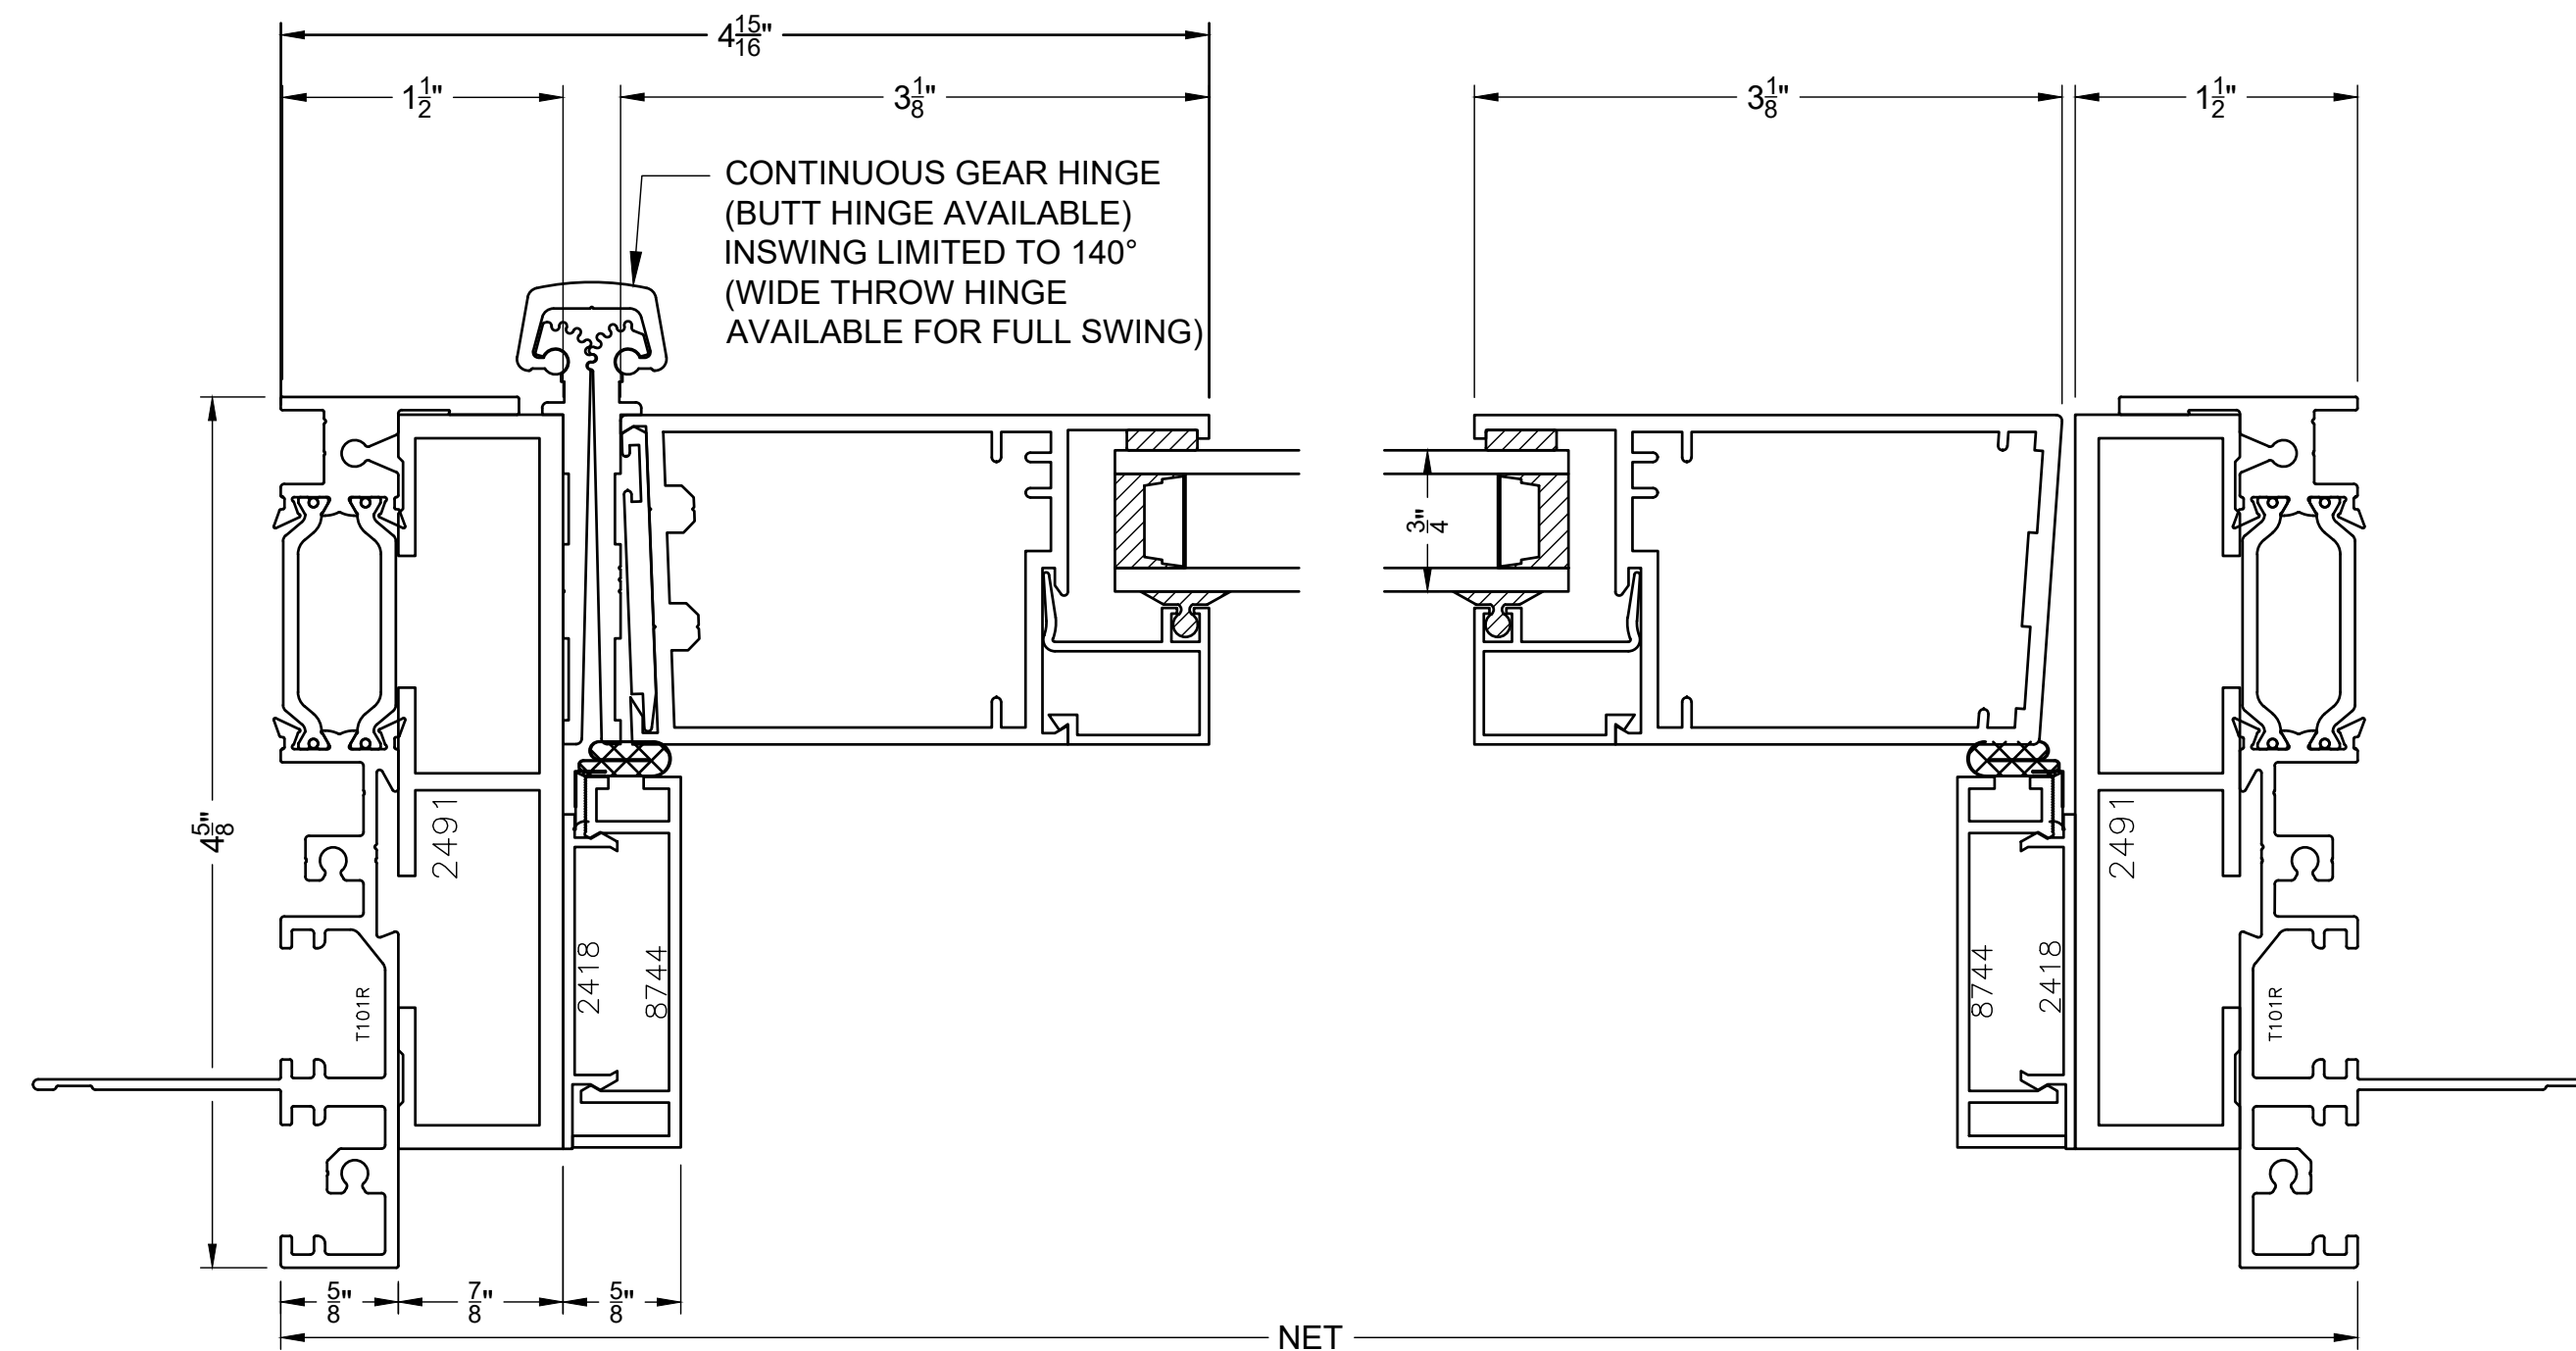 4 15/16"
1 1/2"
3 1/8"
3 1/8"
1 1/2"
CONTINUOUS GEAR HINGE
(BUTT HINGE AVAILABLE)
INSWING LIMITED TO 140°
(WIDE THROW HINGE
AVAILABLE FOR FULL SWING)
3/4"
4 5/8"
2491
2491
2418
8744
8744
2418
T101R
T101R
5/8"
7/8"
5/8"
NET